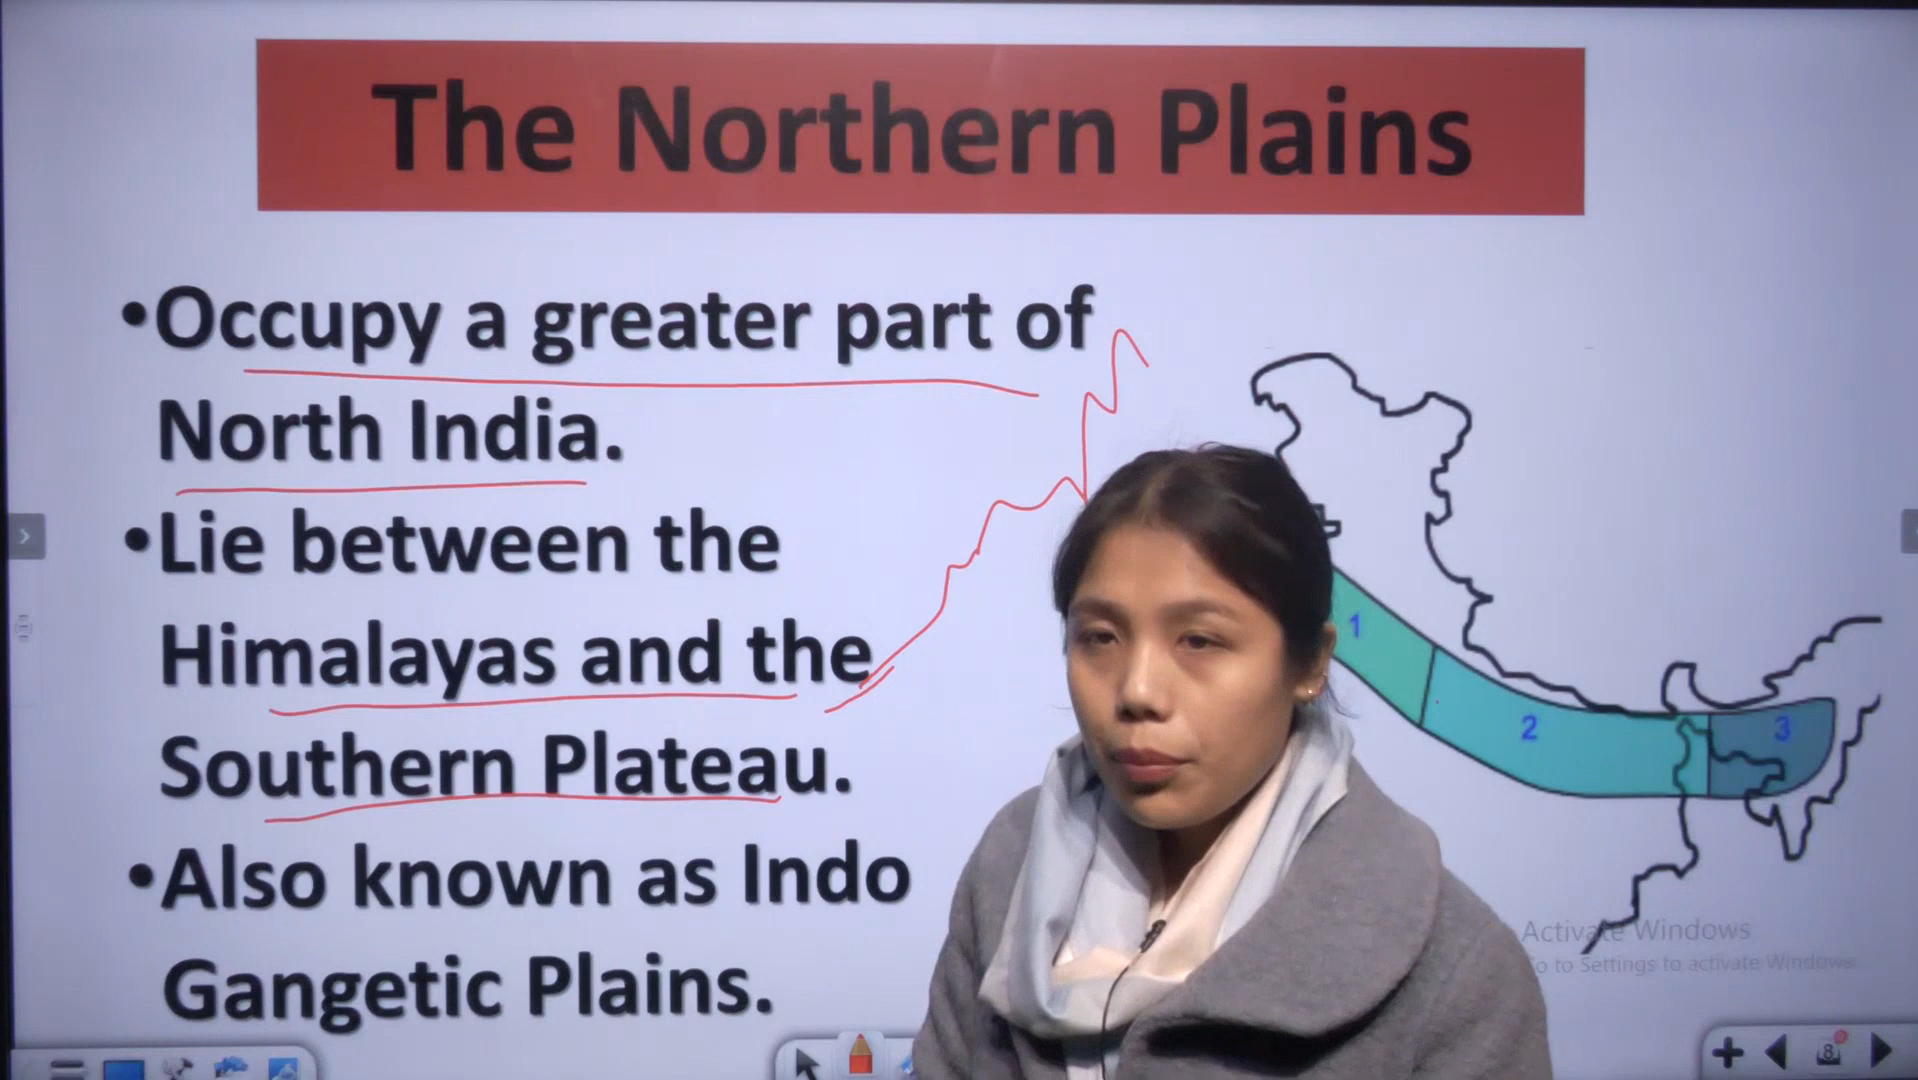 The Northern Plains
•Occupy a greater part of
North India.
•Lie between the
Himalayas and the
Southern Plateau.
•Also known as Indo
Gangetic Plains.
1
2
3
Activate Windows
Go to Settings to activate Windows
8